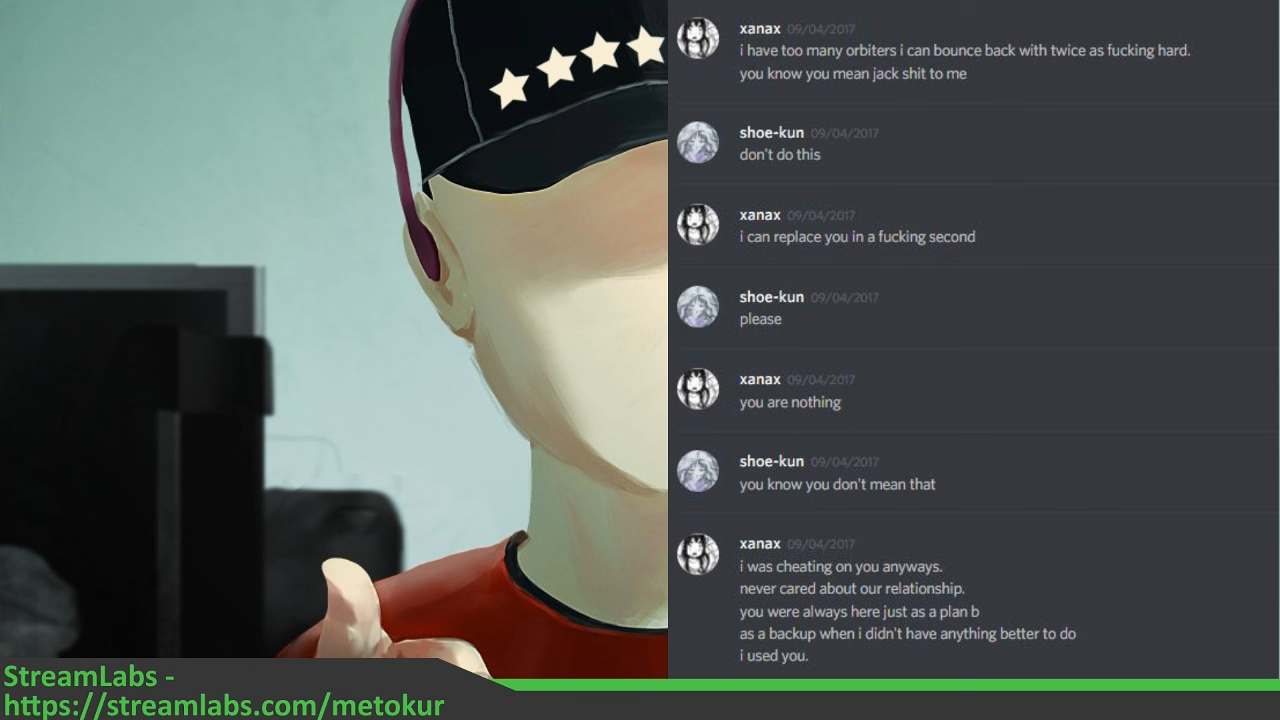 xanax 09/04/2017
i have too many orbiters i can bounce back with twice as fucking hard.
you know you mean jack shit to me
shoe-kun 09/04/2017
don't do this
xanax 09/04/2017
i can replace you in a fucking second
shoe-kun 09/04/2017
please
xanax 09/04/2017
you are nothing
shoe-kun 09/04/2017
you know you don't mean that
xanax 09/04/2017
i was cheating on you anyways.
never cared about our relationship.
you were always here just as a plan b
as a backup when i didn't have anything better to do
i used you.
StreamLabs -
https://streamlabs.com/metokur